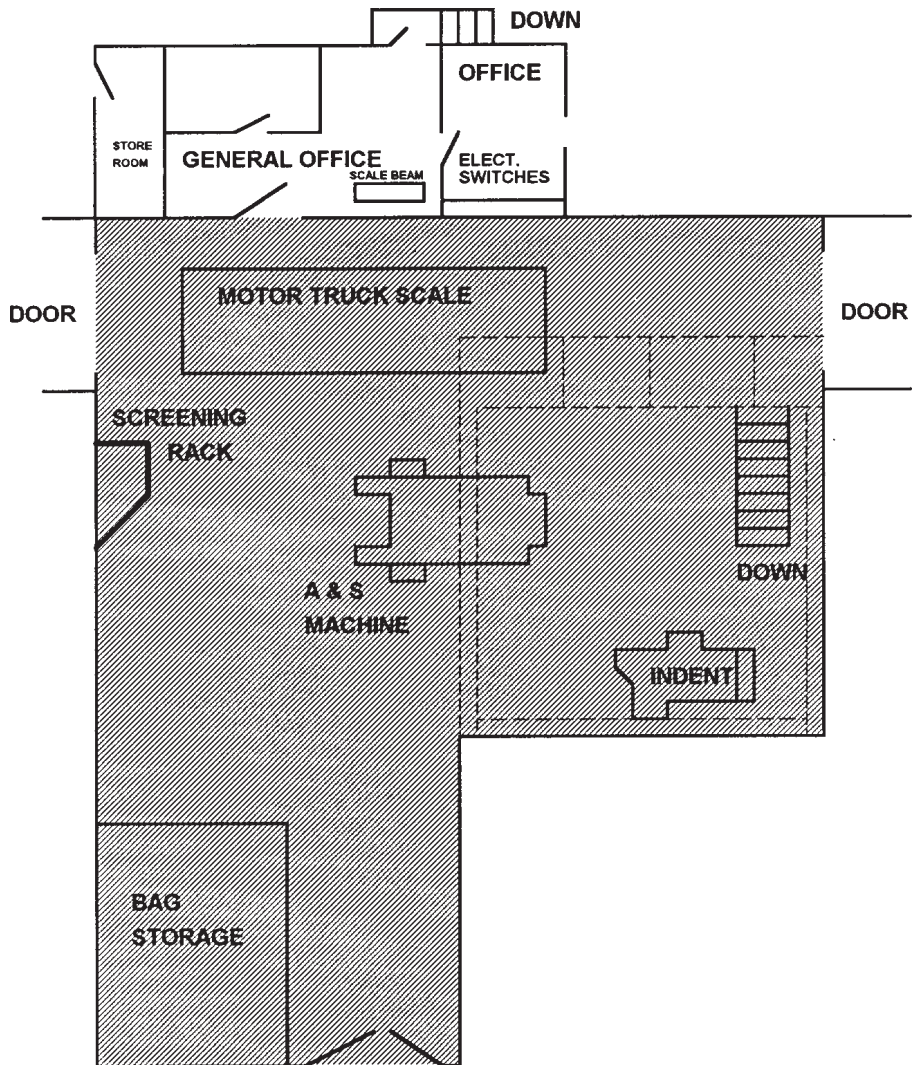 DOWN
OFFICE
STORE
ROOM
GENERAL OFFICE
ELECT.
SWITCHES
SCALE BEAM
MOTOR TRUCK SCALE
DOOR
DOOR
SCREENING
RACK
A & S
MACHINE
DOWN
INDENT
BAG
STORAGE